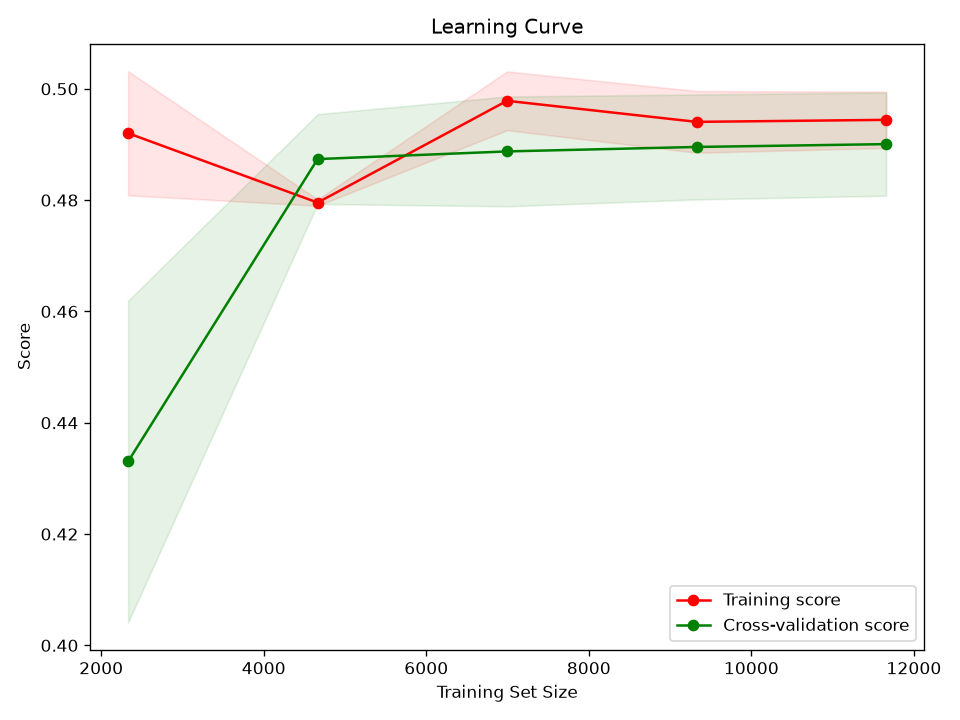 Learning Curve
0.50
0.48
0.46
0.44
0.42
0.40
Score
2000 4000 6000 8000 10000 12000
Training Set Size
Training score
Cross-validation score